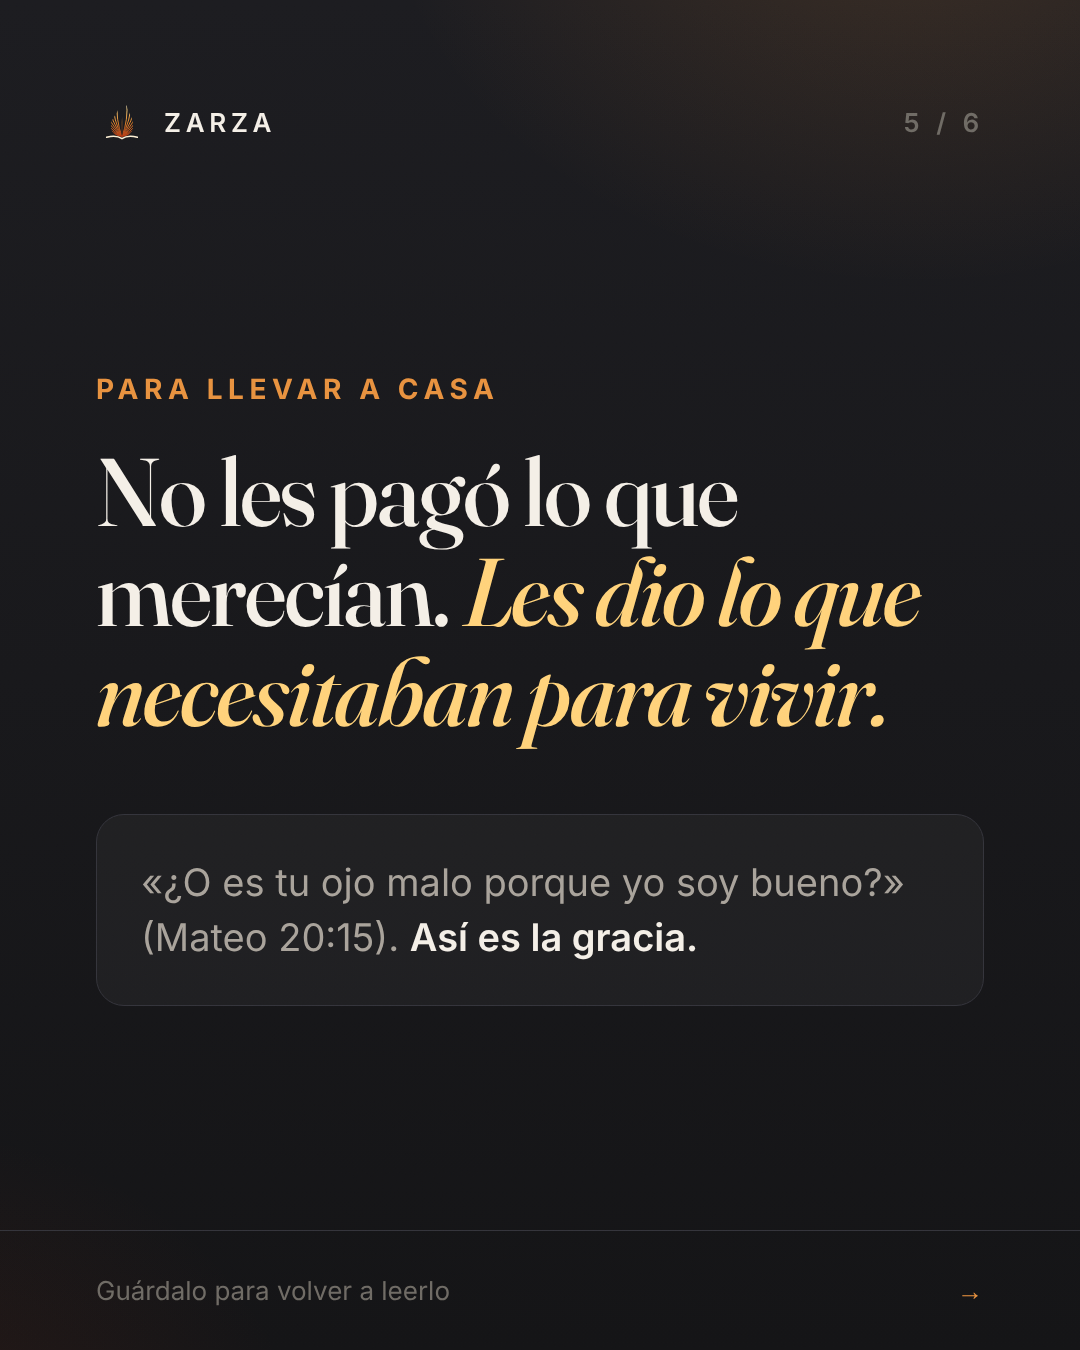 ZARZA
5 / 6
PARA LLEVAR A CASA
No les pagó lo que
merecían. Les dio lo que
necesitaban para vivir.
«¿O es tu ojo malo porque yo soy bueno?»
(Mateo 20:15). Así es la gracia.
Guárdalo para volver a leerlo
→